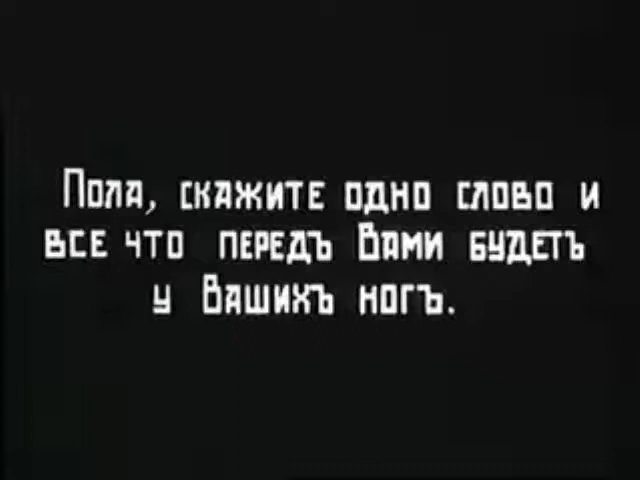 Пола, скажите одно слово и
все что передъ Вами будетъ
у Вашихъ ногъ.